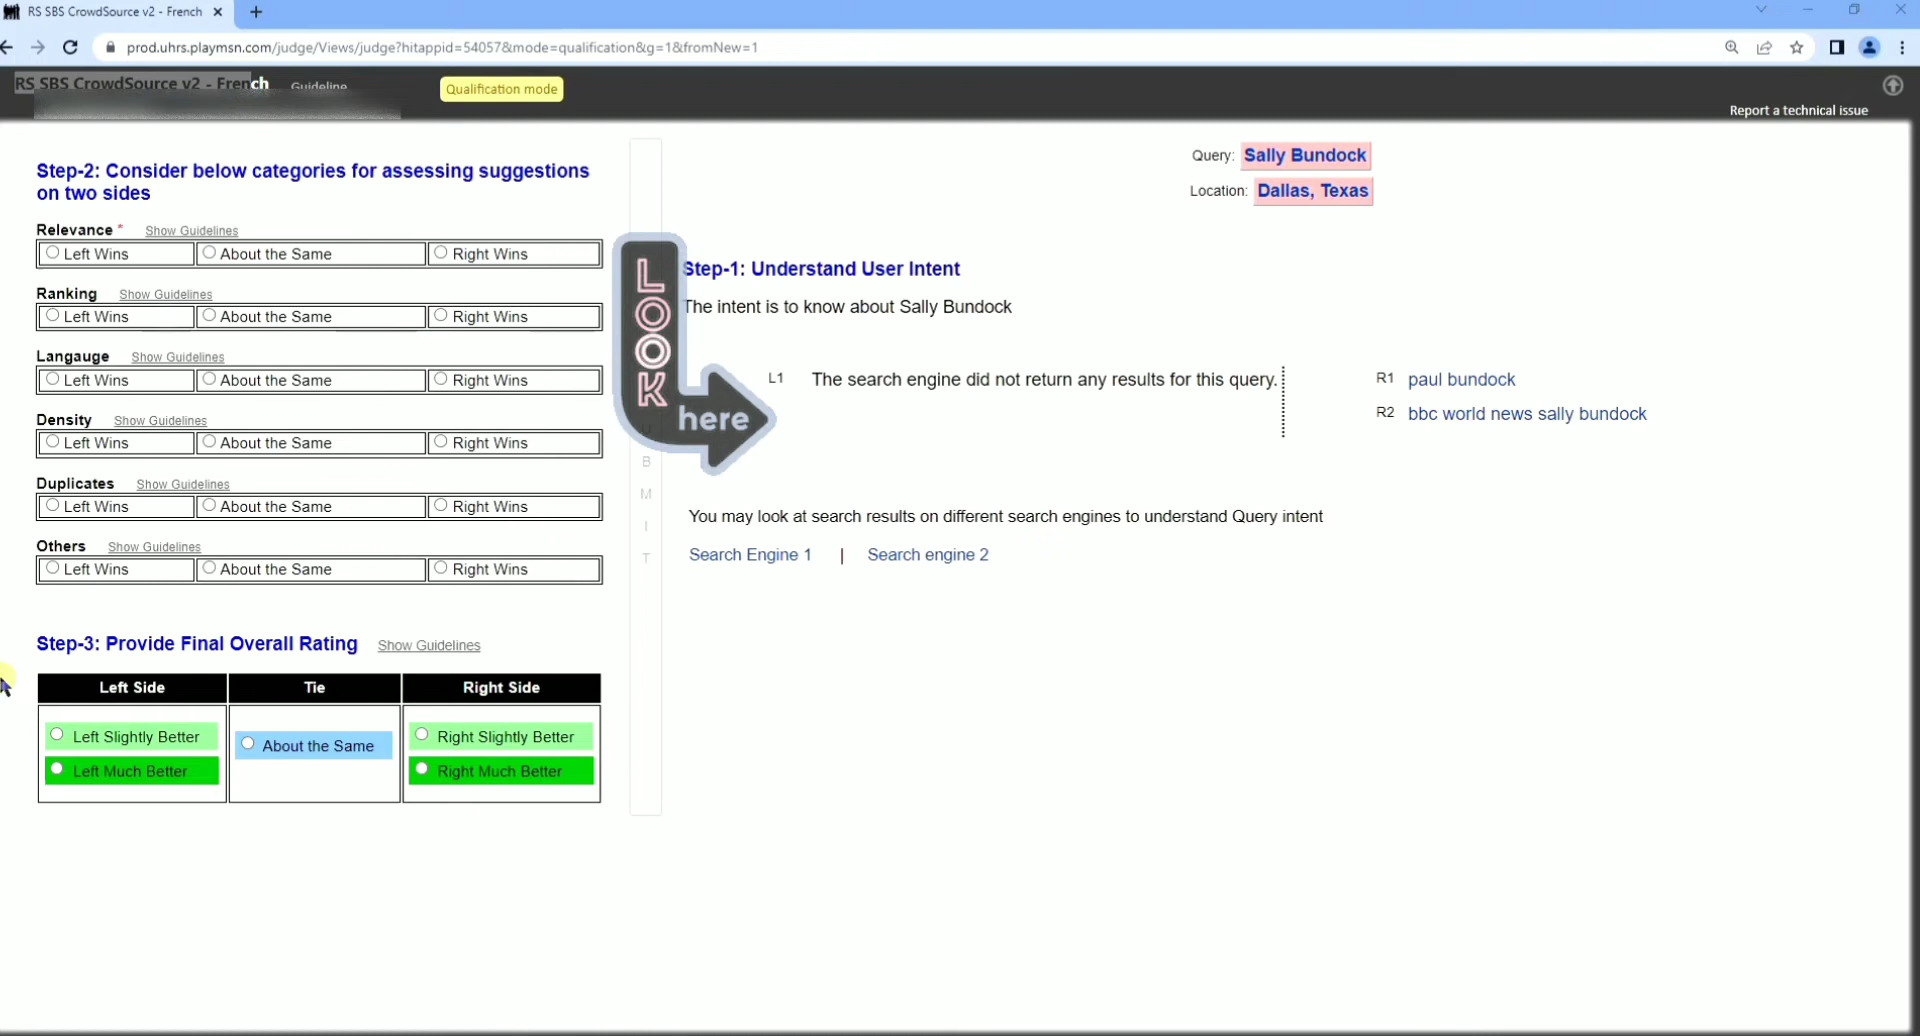 RS SBS CrowdSource v2 - French
prod.uhrs.playmsn.com/judge/Views/judge?hitappid=54057&mode=qualification&g=1&fromNew=1
RS SBS CrowdSource v2 - French
Guideline
Qualification mode
Report a technical issue
Step-2: Consider below categories for assessing suggestions
on two sides
Relevance * Show Guidelines
Left Wins About the Same Right Wins
Ranking Show Guidelines
Left Wins About the Same Right Wins
Langauge Show Guidelines
Left Wins About the Same Right Wins
Density Show Guidelines
Left Wins About the Same Right Wins
Duplicates Show Guidelines
Left Wins About the Same Right Wins
Others Show Guidelines
Left Wins About the Same Right Wins
Step-3: Provide Final Overall Rating Show Guidelines
Left Side Tie Right Side
Left Slightly Better About the Same Right Slightly Better
Left Much Better Right Much Better
LOOK
here
B
M
I
T
Query: Sally Bundock
Location: Dallas, Texas
Step-1: Understand User Intent
The intent is to know about Sally Bundock
L1 The search engine did not return any results for this query.
R1 paul bundock
R2 bbc world news sally bundock
You may look at search results on different search engines to understand Query intent
Search Engine 1 | Search engine 2